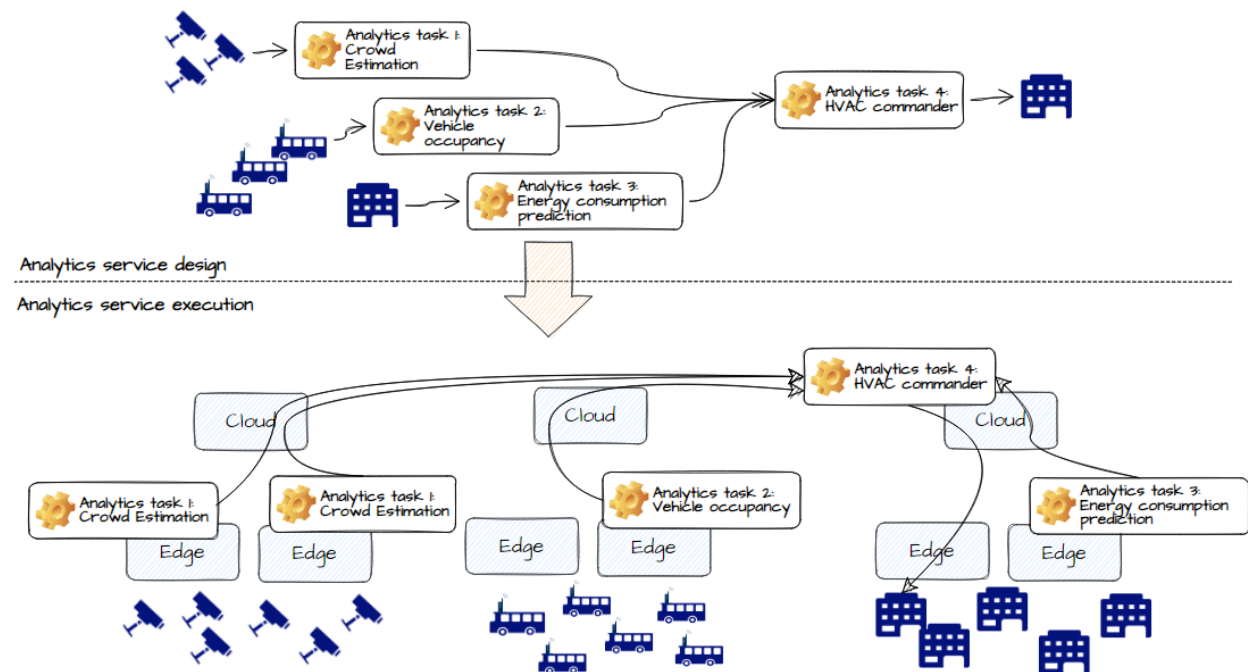 Analytics task 1:
Crowd
Estimation
Analytics task 2:
Vehicle
occupancy
Analytics task 3:
Energy consumption
prediction
Analytics task 4:
HVAC commander
Analytics service design
Analytics service execution
Analytics task 4:
HVAC commander
Cloud
Cloud
Cloud
Analytics task 1:
Crowd Estimation
Analytics task 1:
Crowd Estimation
Analytics task 2:
Vehicle occupancy
Analytics task 3:
Energy consumption
prediction
Edge
Edge
Edge
Edge
Edge
Edge